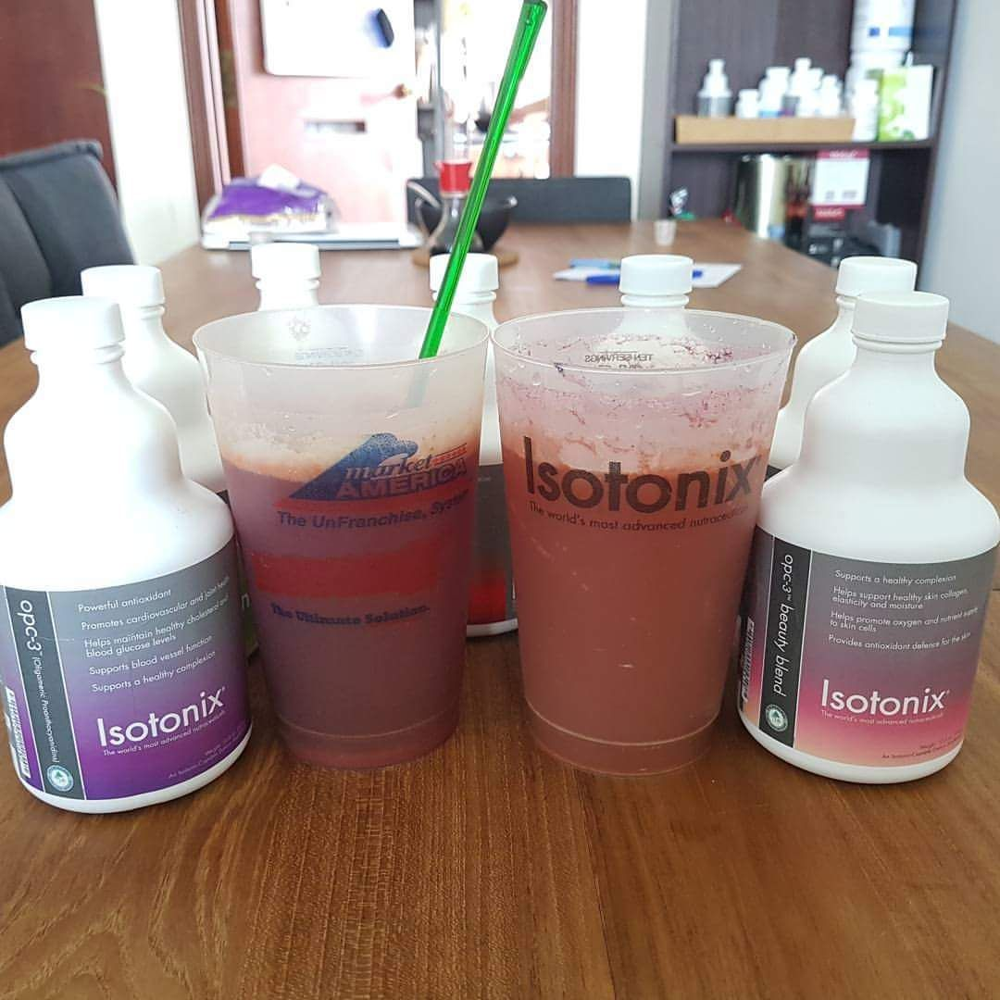 Powerful antioxidant
Promotes cardiovascular and joint health
Helps maintain healthy cholesterol and
blood glucose levels
Supports blood vessel function
Supports a healthy complexion
opc-3™
Isotonix®
The world's most advanced nutraceuticals
market
AMERICA
The UnFranchise, System
The Ultimate Solution.
TEN SERVINGS
Isotonix®
The world's most advanced nutraceuticals
Supports a healthy complexion
Helps support healthy skin collagen,
elasticity and moisture
Helps promote oxygen and nutrient supply
to skin cells
Provides antioxidant defence for the skin
opc-3™ beauty blend
Isotonix®
The world's most advanced nutraceuticals